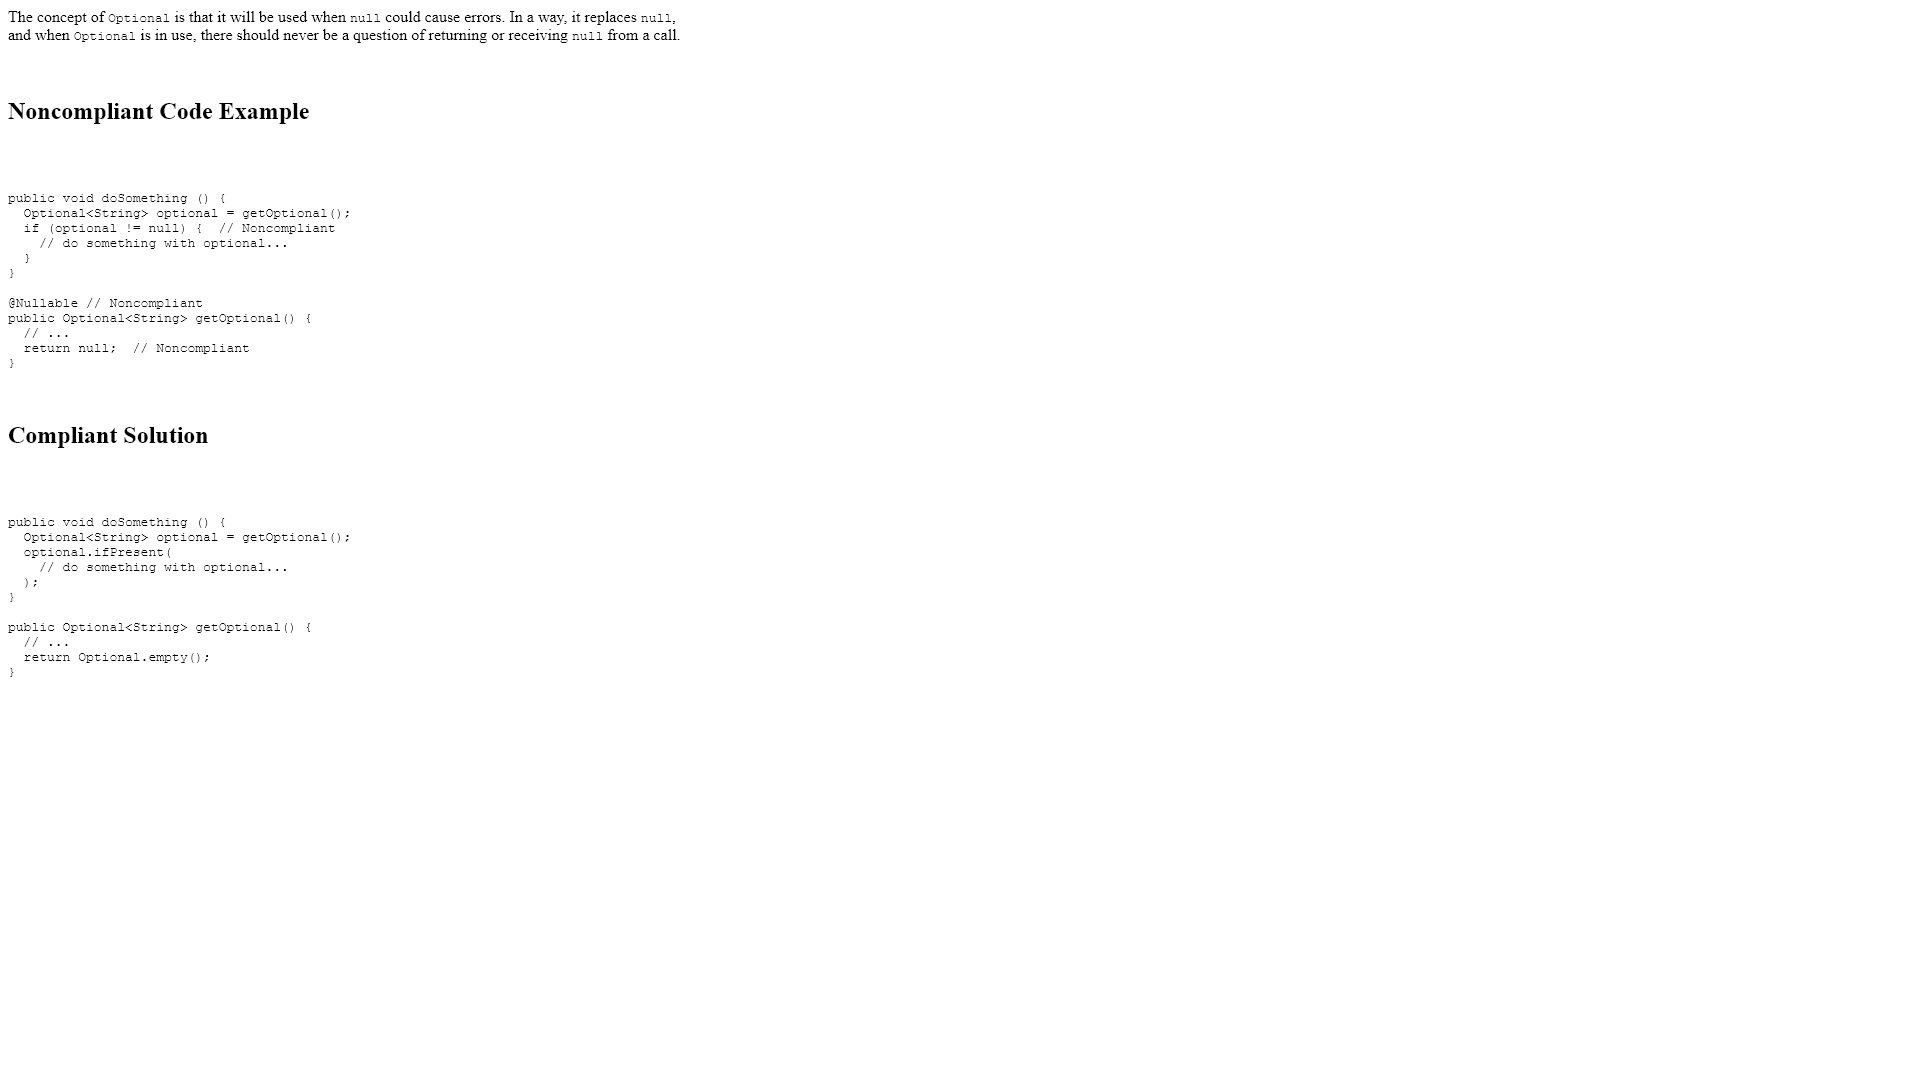 The concept of Optional is that it will be used when null could cause errors. In a way, it replaces null,
and when Optional is in use, there should never be a question of returning or receiving null from a call.
Noncompliant Code Example
public void doSomething () {
  Optional<String> optional = getOptional();
  if (optional != null) {  // Noncompliant
    // do something with optional...
  }
}
@Nullable // Noncompliant
public Optional<String> getOptional() {
  // ...
  return null;  // Noncompliant
}
Compliant Solution
public void doSomething () {
  Optional<String> optional = getOptional();
  optional.ifPresent(
    // do something with optional...
  );
}
public Optional<String> getOptional() {
  // ...
  return Optional.empty();
}